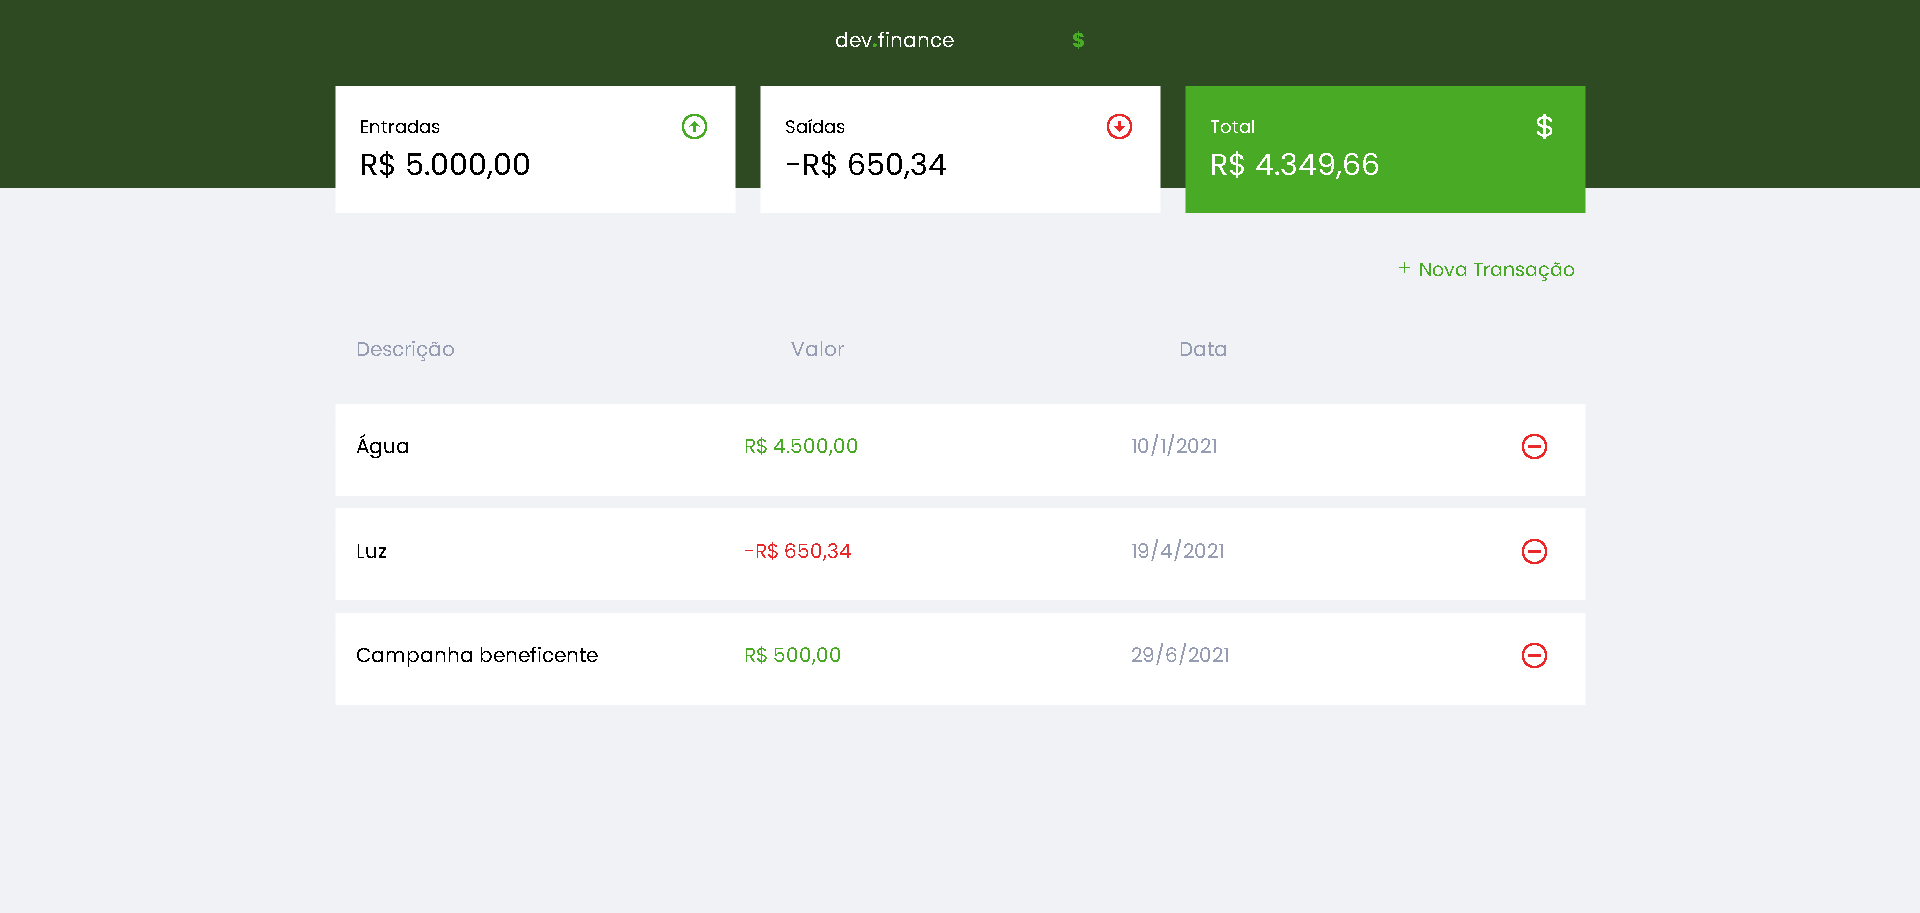 dev.finance $
Entradas
R$ 5.000,00
Saídas
-R$ 650,34
Total $
R$ 4.349,66
+ Nova Transação
Descrição Valor Data
Água R$ 4.500,00 10/1/2021
Luz -R$ 650,34 19/4/2021
Campanha beneficente R$ 500,00 29/6/2021